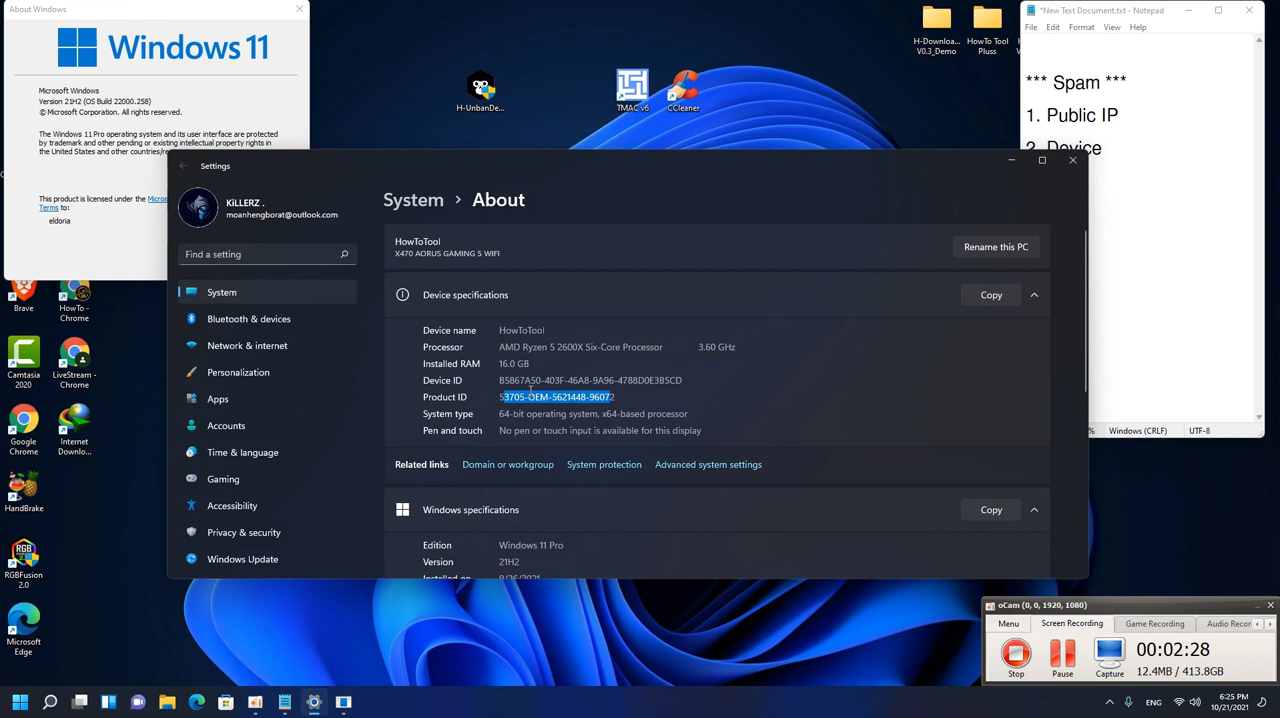 About Windows
Windows 11
Microsoft Windows
Version 21H2 (OS Build 22000.258)
© Microsoft Corporation. All rights reserved.
The Windows 11 Pro operating system and its user interface are
protected by trademark and other pending or existing intellectual property rights in
the United States and other countries/re
This product is licensed under the Micros
Terms to:
eldoria
H-UnbanDe...
TMAC v6
CCleaner
H-Downloa...
V0.3_Demo
HowTo Tool
Pluss
*New Text Document.txt - Notepad
File Edit Format View Help
*** Spam ***
1. Public IP
2. Device
% Windows (CRLF) UTF-8
Settings
KiLLERZ .
moanhengborat@outlook.com
Find a setting
System
Bluetooth & devices
Network & internet
Personalization
Apps
Accounts
Time & language
Gaming
Accessibility
Privacy & security
Windows Update
System > About
HowToTool
X470 AORUS GAMING 5 WIFI
Rename this PC
Device specifications
Copy
Device name HowToTool
Processor AMD Ryzen 5 2600X Six-Core Processor 3.60 GHz
Installed RAM 16.0 GB
Device ID B5867A50-403F-46A8-9A96-4788D0E3B5CD
Product ID 53705-OEM-5621448-96072
System type 64-bit operating system, x64-based processor
Pen and touch No pen or touch input is available for this display
Related links Domain or workgroup System protection Advanced system settings
Windows specifications
Copy
Edition Windows 11 Pro
Version 21H2
Installed on 9/26/2021
Brave
HowTo -
Chrome
Camtasia
2020
LiveStream -
Chrome
Google
Chrome
Internet
Downlo...
HandBrake
RGBFusion
2.0
Microsoft
Edge
oCam (0, 0, 1920, 1080)
Menu Screen Recording Game Recording Audio Recor
Stop
Pause
Capture
00:02:28
12.4MB / 413.8GB
ENG
6:25 PM
10/21/2021